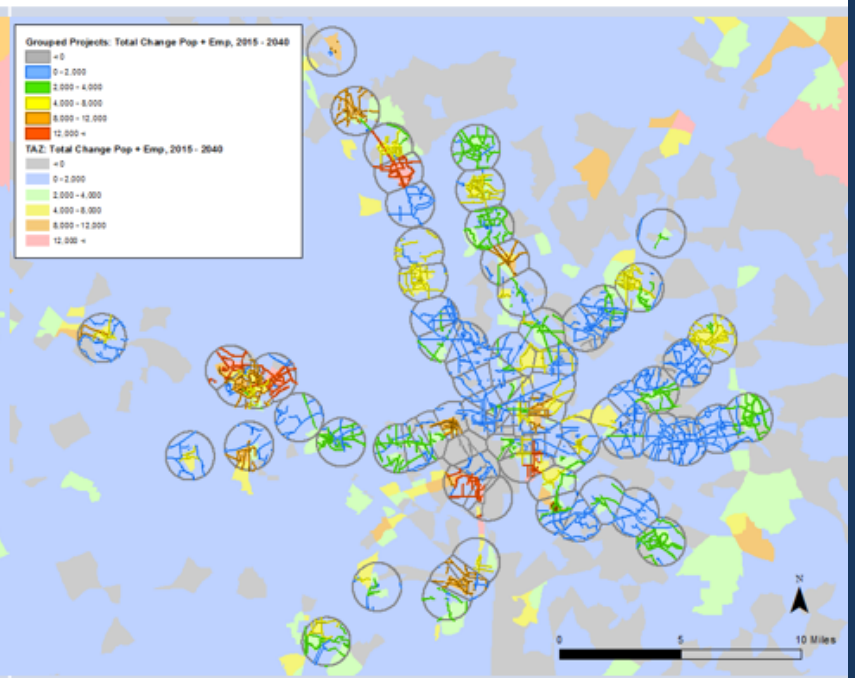 Grouped Projects: Total Change Pop + Emp, 2015 - 2040
< 0
0 - 2,000
2,000 - 4,000
4,000 - 8,000
8,000 - 12,000
12,000 <
TAZ: Total Change Pop + Emp, 2015 - 2040
< 0
0 - 2,000
2,000 - 4,000
4,000 - 8,000
8,000 - 12,000
12,000 <
N
0 5 10 Miles